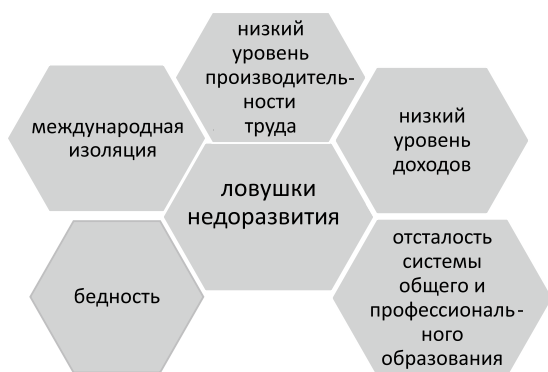 низкий
уровень
производитель-
ности
труда
международная
изоляция
низкий
уровень
доходов
ловушки
недоразвития
бедность
отсталость
системы
общего и
профессиональ-
ного
образования